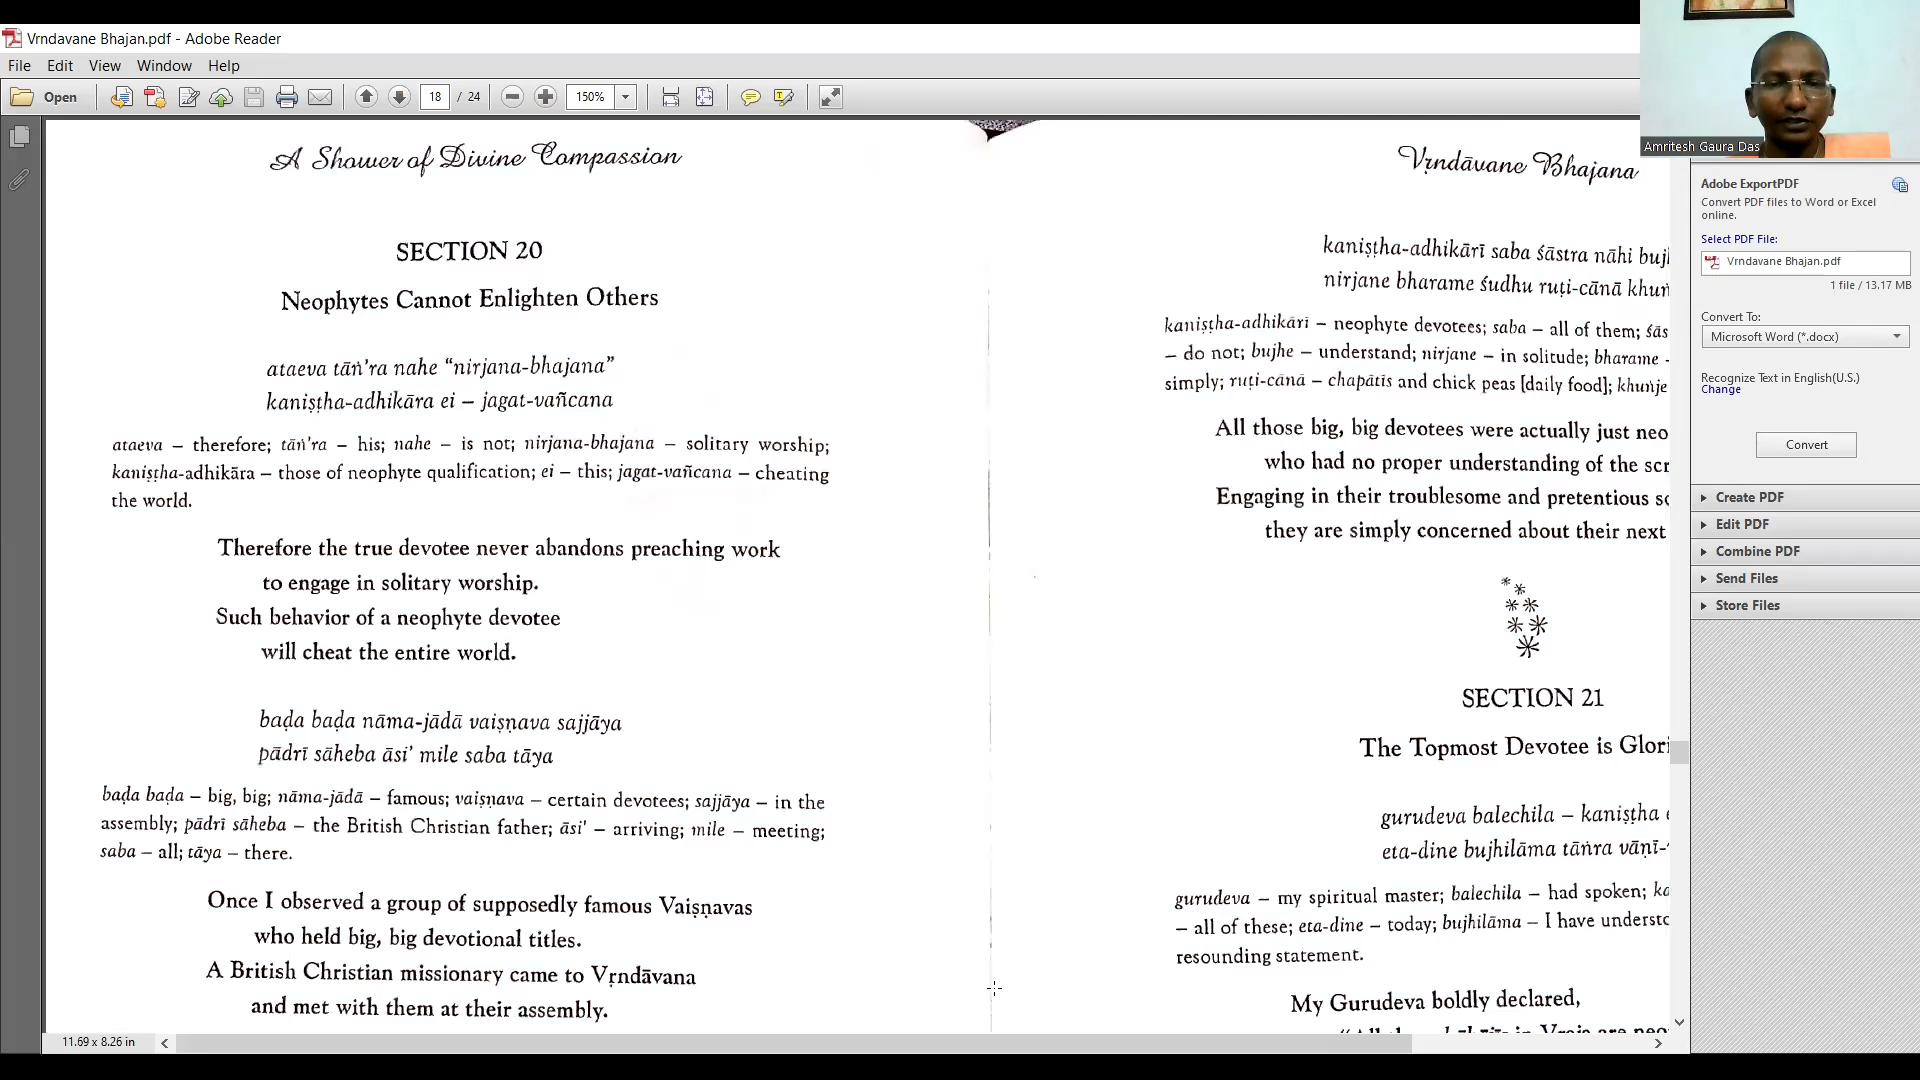 Vrndavane Bhajan.pdf - Adobe Reader
File Edit View Window Help
Open 18 / 24 150%
Amritesh Gaura Das
A Shower of Divine Compassion
SECTION 20
Neophytes Cannot Enlighten Others
ataeva tāṅ'ra nahe “nirjana-bhajana”
kaniṣṭha-adhikāra ei – jagat-vañcana
ataeva – therefore; tāṅ'ra – his; nahe – is not; nirjana-bhajana – solitary worship;
kaniṣṭha-adhikāra – those of neophyte qualification; ei – this; jagat-vañcana – cheating
the world.
Therefore the true devotee never abandons preaching work
to engage in solitary worship.
Such behavior of a neophyte devotee
will cheat the entire world.
baḍa baḍa nāma-jādā vaiṣṇava sajjāya
pādrī sāheba āsi' mile saba tāya
baḍa baḍa – big, big; nāma-jādā – famous; vaiṣṇava – certain devotees; sajjāya – in the
assembly; pādrī sāheba – the British Christian father; āsi' – arriving; mile – meeting;
saba – all; tāya – there.
Once I observed a group of supposedly famous Vaiṣṇavas
who held big, big devotional titles.
A British Christian missionary came to Vṛndāvana
and met with them at their assembly.
Vṛndāvane Bhajana
kaniṣṭha-adhikārī saba śāstra nāhi
nirjane bharame śudhu ruṭi-cānā
kaniṣṭha-adhikārī – neophyte devotees; saba – all of them;
– do not; bujhe – understand; nirjane – in solitude; bharame –
simply; ruṭi-cānā – chapātis and chick peas [daily food]; khuṅje
All those big, big devotees were actually just
who had no proper understanding of the
Engaging in their troublesome and pretentious
they are simply concerned about their next
SECTION 21
The Topmost Devotee is
gurudeva balechila – kaniṣṭha
eta-dine bujhilāma tāṅra vāṇī-
gurudeva – my spiritual master; balechila – had spoken;
– all of these; eta-dine – today; bujhilāma – I have
resounding statement.
My Gurudeva boldly declared,
11.69 x 8.26 in
Adobe ExportPDF
Convert PDF files to Word or Excel
online.
Select PDF File:
Vrndavane Bhajan.pdf
1 file / 13.17 MB
Convert To:
Microsoft Word (*.docx)
Recognize Text in English(U.S.)
Change
Convert
Create PDF
Edit PDF
Combine PDF
Send Files
Store Files